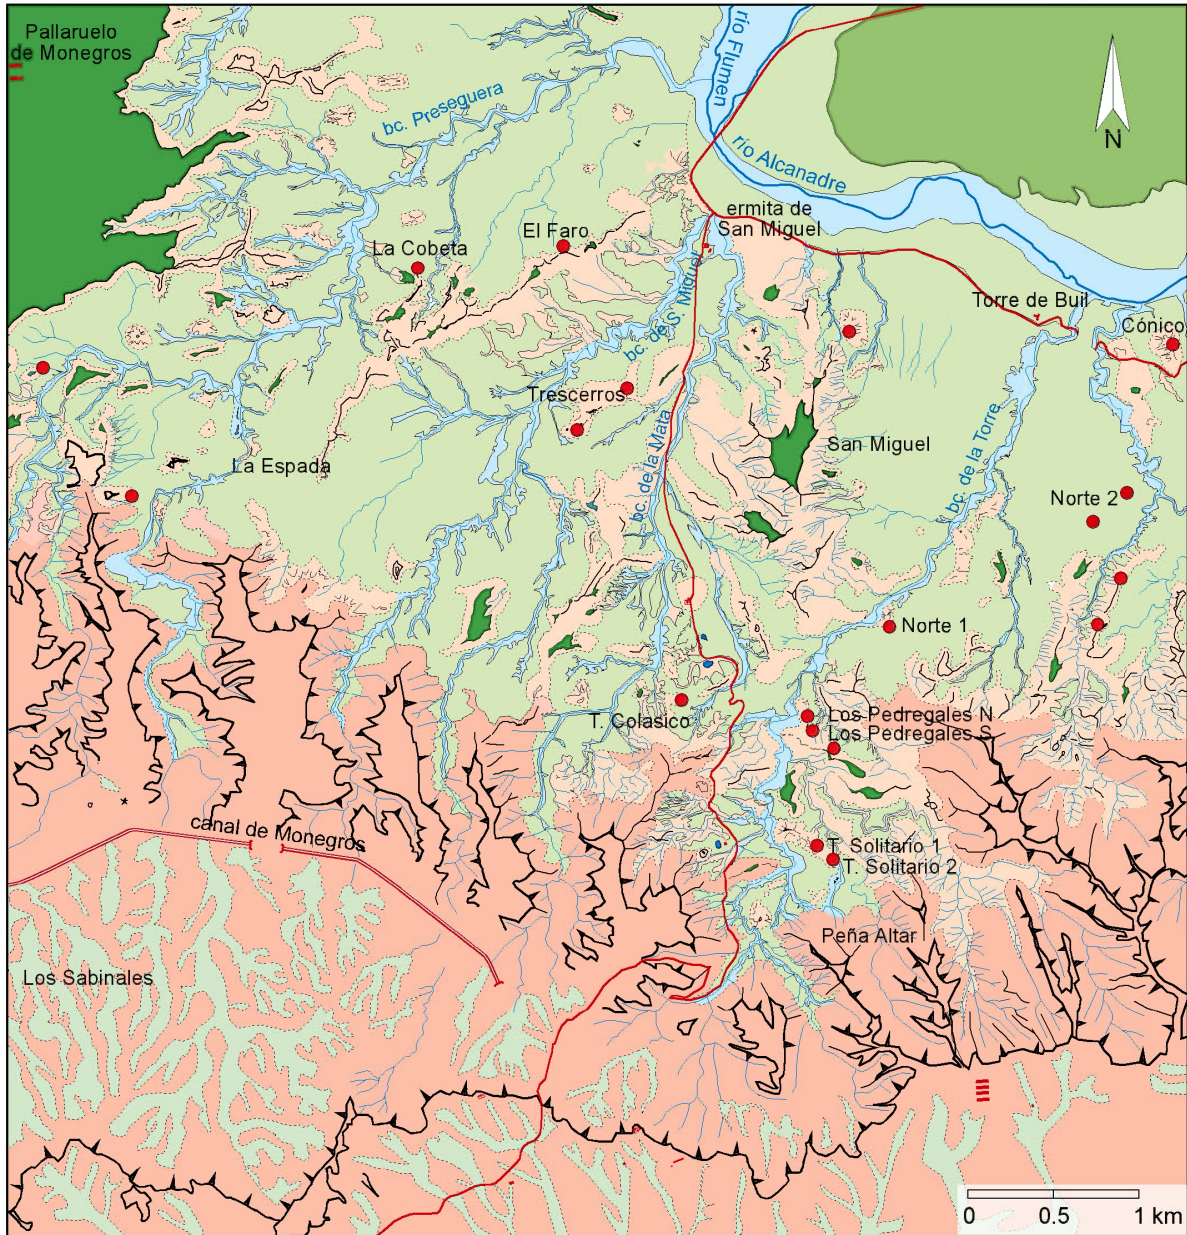 Pallaruelo
de Monegros
río Flumen
N
bc. Preseguera
río Alcanadre
ermita de
San Miguel
El Faro
La Cobeta
bc. de S. Miguel
Torre de Buil
Cónico
Trescerros
bc. de la Mata
San Miguel
bc. de la Torre
La Espada
Norte 2
Norte 1
T. Colasico
Los Pedregales N
Los Pedregales S
canal de Monegros
T. Solitario 1
T. Solitario 2
Peña Altar
Los Sabinales
0 0.5 1 km